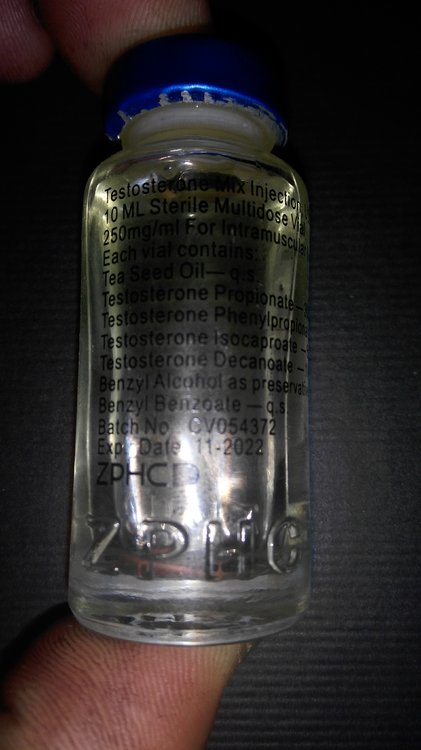 Testosterone Mix Injection
10 ML Sterile Multidose Vial
250mg/ml For Intramuscular
Each vial contains:
Tea Seed Oil— q.s.
Testosterone Propionate—
Testosterone
Testosterone Isocaproate —
Testosterone Decanoate —
Benzyl Alcohol as
Benzyl Benzoate — q.s.
Batch No. CV054372
Exp. Date 11-2022
ZPHC
ZPHC